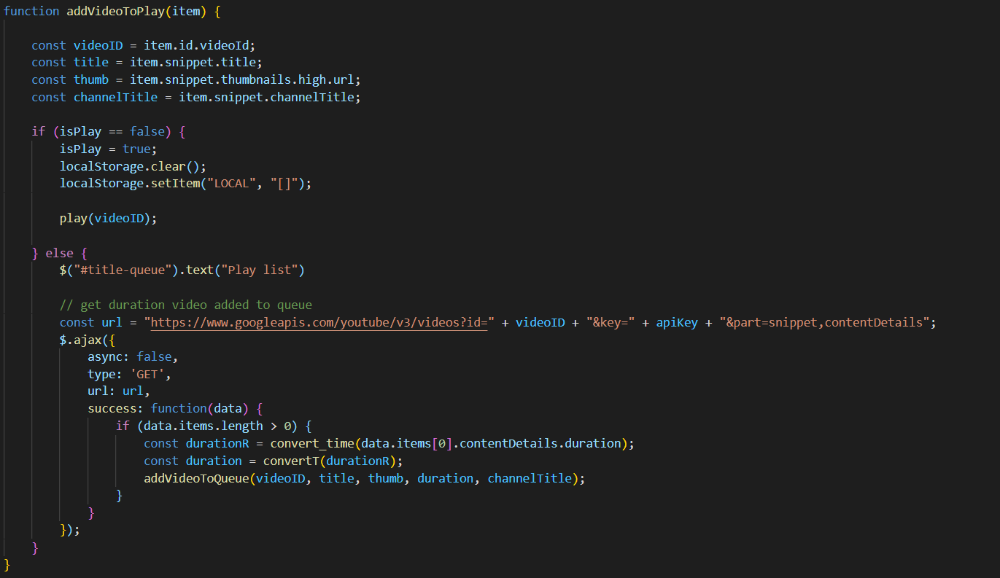 function addVideoToPlay(item) {
const videoID = item.id.videoId;
const title = item.snippet.title;
const thumb = item.snippet.thumbnails.high.url;
const channelTitle = item.snippet.channelTitle;
if (isPlay == false) {
isPlay = true;
localStorage.clear();
localStorage.setItem("LOCAL", "[]");
play(videoID);
} else {
$("#title-queue").text("Play list")
// get duration video added to queue
const url = "https://www.googleapis.com/youtube/v3/videos?id=" + videoID + "&key=" + apiKey + "&part=snippet,contentDetails";
$.ajax({
async: false,
type: 'GET',
url: url,
success: function(data) {
if (data.items.length > 0) {
const durationR = convert_time(data.items[0].contentDetails.duration);
const duration = convertT(durationR);
addVideoToQueue(videoID, title, thumb, duration, channelTitle);
}
}
});
}
}